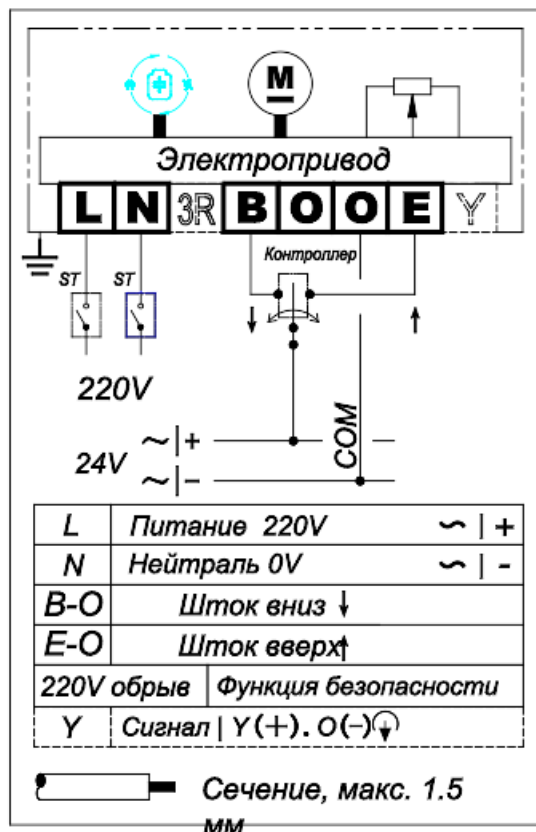 M
Электропривод
L N 3R B O O E Y
Контроллер
ST ST
220V
24V ~|+
~|-
COM
L Питание 220V ~ | +
N Нейтраль 0V ~ | -
B-O Шток вниз ↓
E-O Шток вверх↑
220V обрыв Функция безопасности
Y Сигнал | Y(+). O(-)
Сечение, макс. 1.5
мм